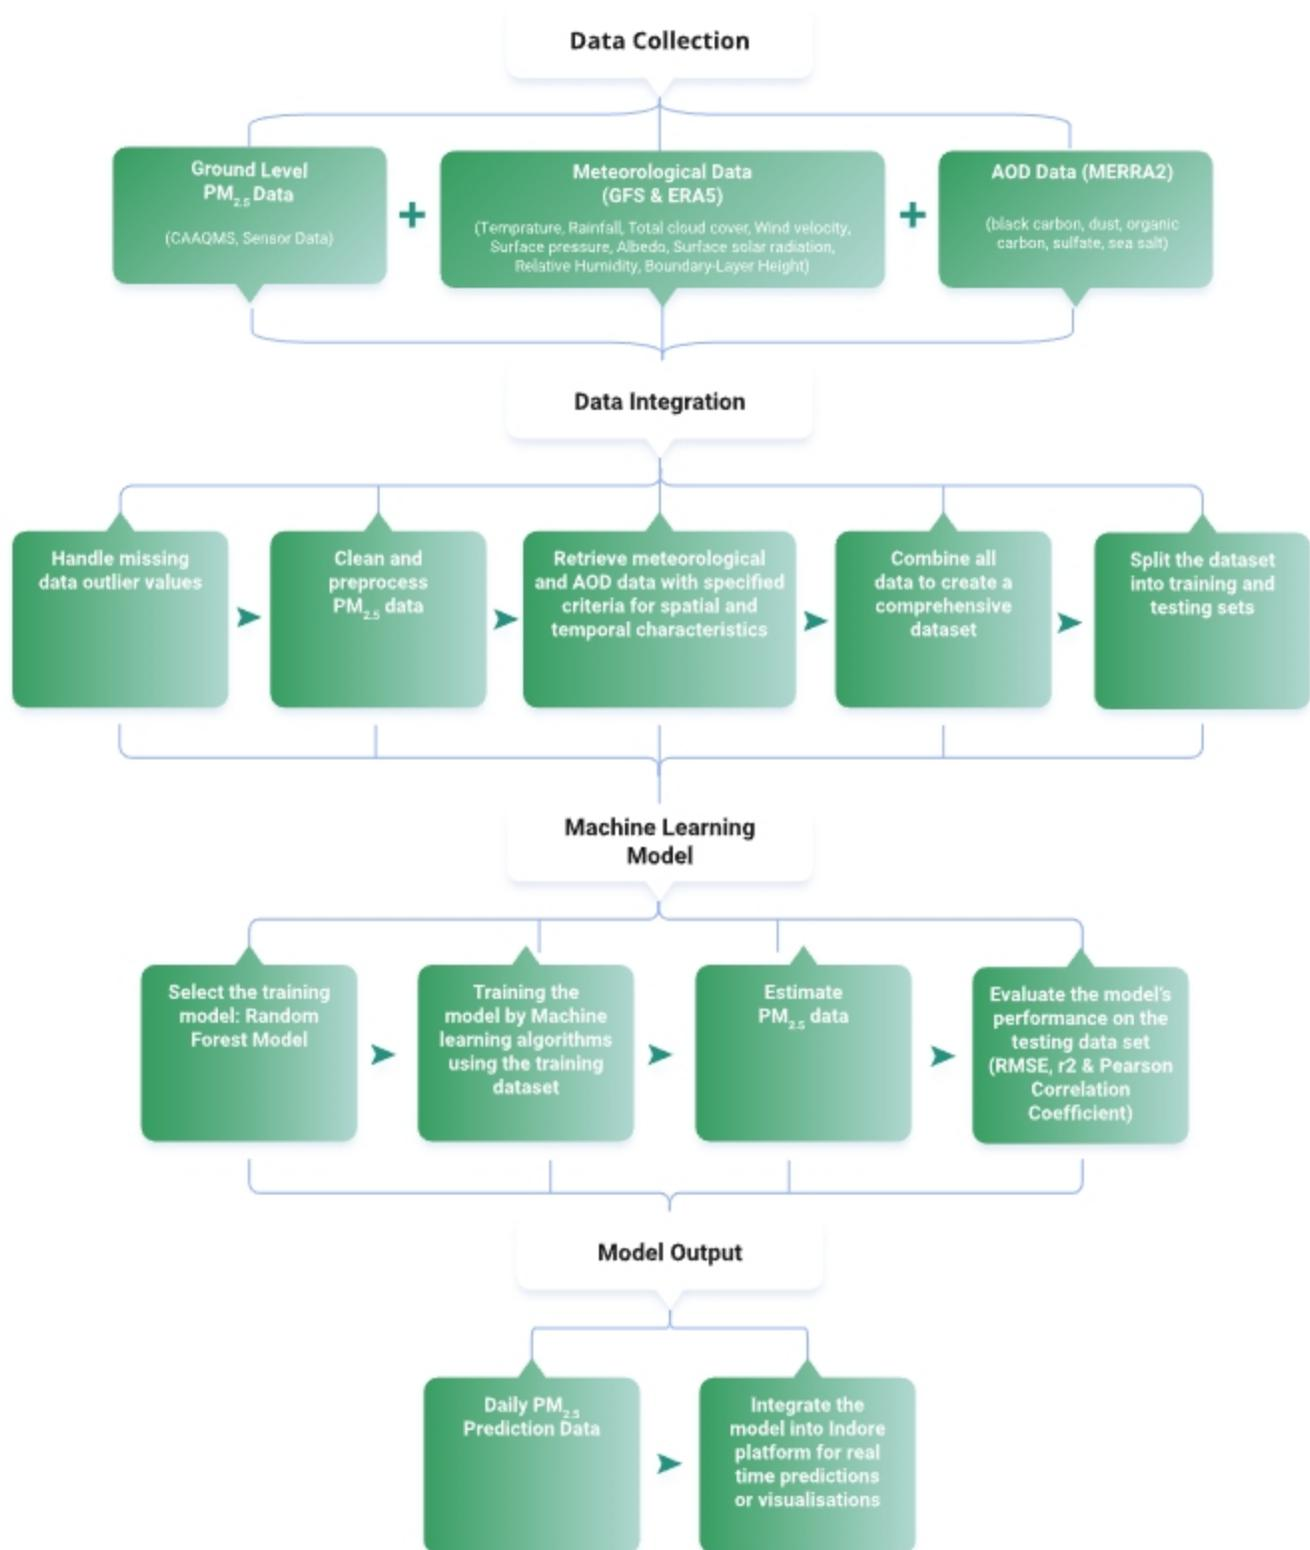 Data Collection
Ground Level
PM2.5 Data
(CAAQMS, Sensor Data)
+
Meteorological Data
(GFS & ERA5)
(Temprature, Rainfall, Total cloud cover, Wind velocity,
Surface pressure, Albedo, Surface solar radiation,
Relative Humidity, Boundary-Layer Height)
+
AOD Data (MERRA2)
(black carbon, dust, organic
carbon, sulfate, sea salt)
Data Integration
Handle missing
data outlier values
Clean and
preprocess
PM2.5 data
Retrieve meteorological
and AOD data with specified
criteria for spatial and
temporal characteristics
Combine all
data to create a
comprehensive
dataset
Split the dataset
into training and
testing sets
Machine Learning
Model
Select the training
model: Random
Forest Model
Training the
model by Machine
learning algorithms
using the training
dataset
Estimate
PM2.5 data
Evaluate the model's
performance on the
testing data set
(RMSE, r2 & Pearson
Correlation
Coefficient)
Model Output
Daily PM2.5
Prediction Data
Integrate the
model into Indore
platform for real
time predictions
or visualisations